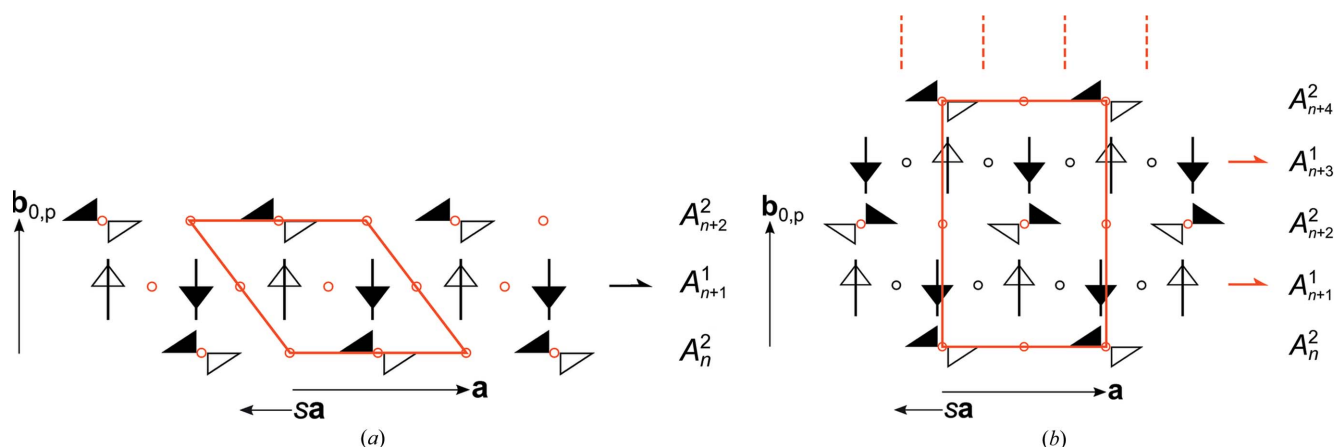 b₀,ₚ
A²ₙ₊₂
A¹ₙ₊₁
A²ₙ
a
sa
(a)
b₀,ₚ
A²ₙ₊₄
A¹ₙ₊₃
A²ₙ₊₂
A¹ₙ₊₁
A²ₙ
a
sa
(b)